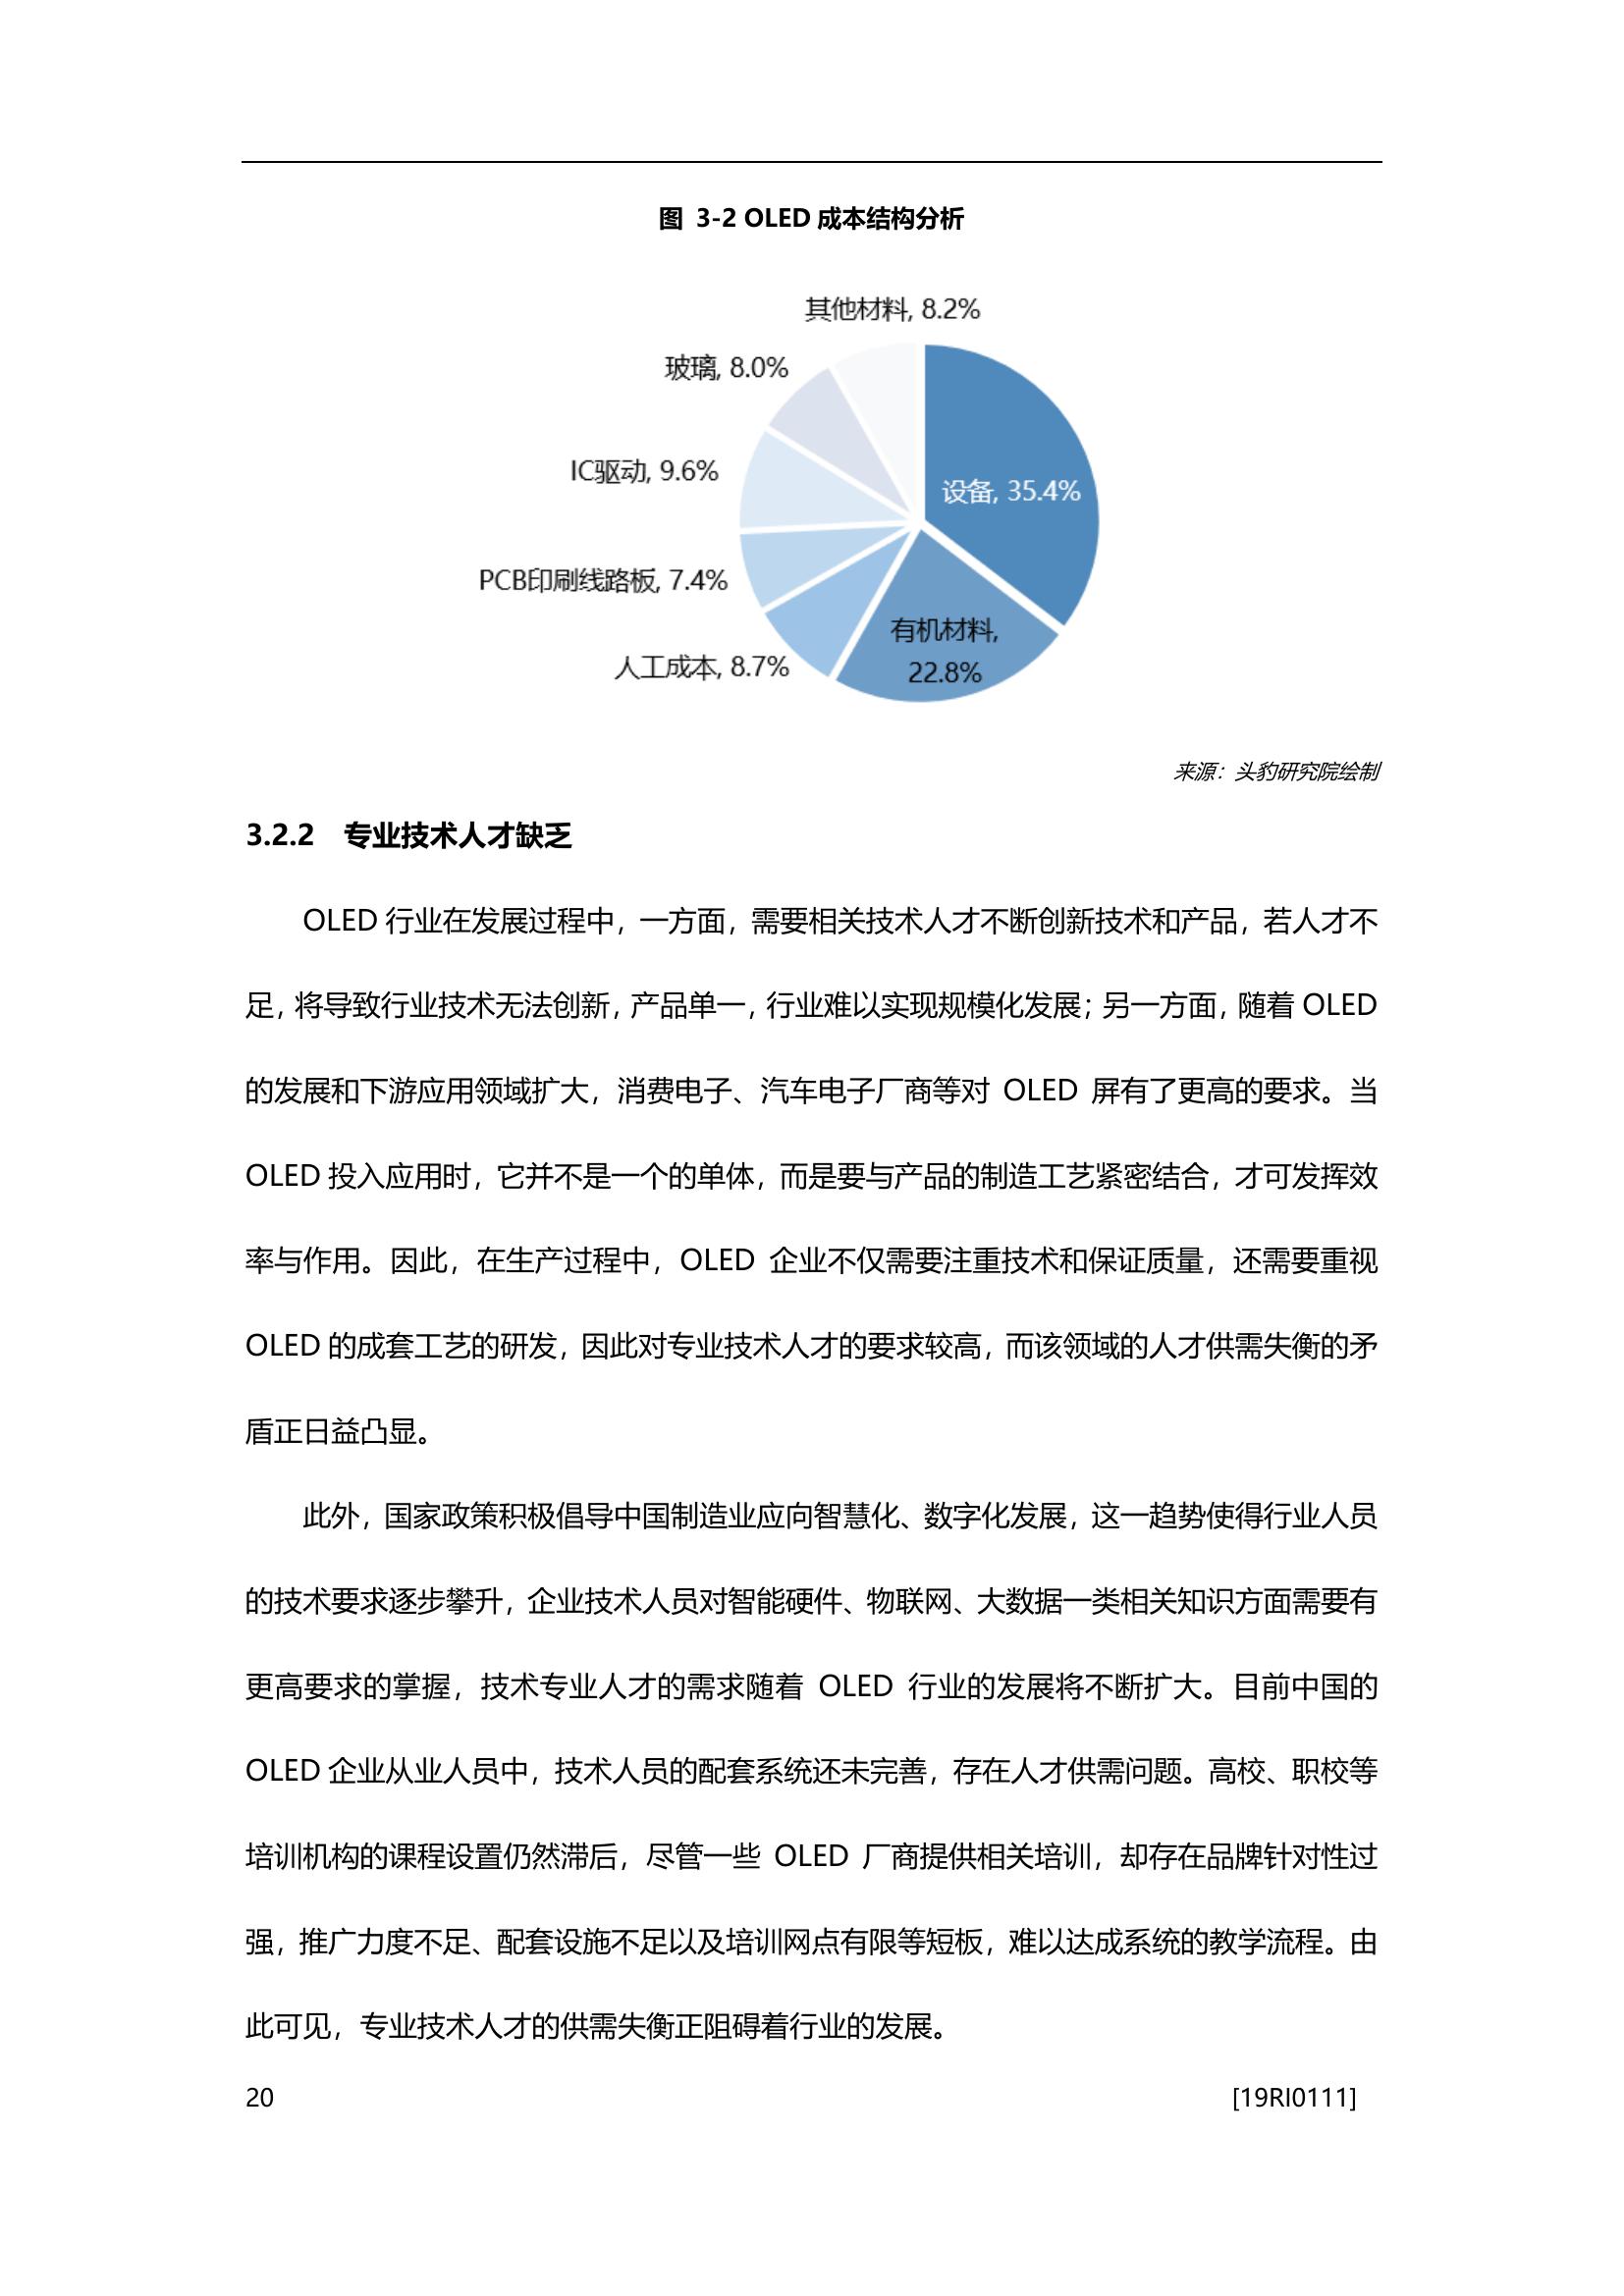 图 3-2 OLED 成本结构分析
其他材料, 8.2%
玻璃, 8.0%
IC驱动, 9.6%
设备, 35.4%
PCB印刷线路板, 7.4%
有机材料,
22.8%
人工成本, 8.7%
来源：头豹研究院绘制
3.2.2 专业技术人才缺乏
OLED 行业在发展过程中，一方面，需要相关技术人才不断创新技术和产品，若人才不
足，将导致行业技术无法创新，产品单一，行业难以实现规模化发展；另一方面，随着 OLED
的发展和下游应用领域扩大，消费电子、汽车电子厂商等对 OLED 屏有了更高的要求。当
OLED 投入应用时，它并不是一个的单体，而是要与产品的制造工艺紧密结合，才可发挥效
率与作用。因此，在生产过程中，OLED 企业不仅需要注重技术和保证质量，还需要重视
OLED 的成套工艺的研发，因此对专业技术人才的要求较高，而该领域的人才供需失衡的矛
盾正日益凸显。
此外，国家政策积极倡导中国制造业应向智慧化、数字化发展，这一趋势使得行业人员
的技术要求逐步攀升，企业技术人员对智能硬件、物联网、大数据一类相关知识方面需要有
更高要求的掌握，技术专业人才的需求随着 OLED 行业的发展将不断扩大。目前中国的
OLED 企业从业人员中，技术人员的配套系统还未完善，存在人才供需问题。高校、职校等
培训机构的课程设置仍然滞后，尽管一些 OLED 厂商提供相关培训，却存在品牌针对性过
强，推广力度不足、配套设施不足以及培训网点有限等短板，难以达成系统的教学流程。由
此可见，专业技术人才的供需失衡正阻碍着行业的发展。
20 [19RI0111]